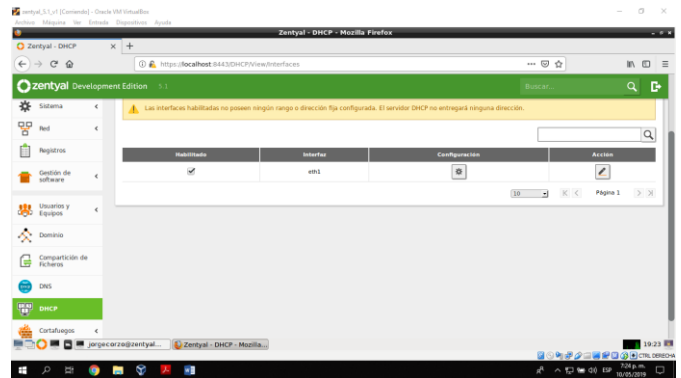 zentyal_5.1_v1 [Corriendo] - Oracle VM VirtualBox
Archivo Máquina Ver Entrada Dispositivos Ayuda
Zentyal - DHCP - Mozilla Firefox
Zentyal - DHCP
https://localhost:8443/DHCP/View/Interfaces
zentyal Development Edition 5.1
Buscar...
Sistema
Red
Registros
Gestión de software
Usuarios y Equipos
Dominio
Compartición de Ficheros
DNS
DHCP
Cortafuegos
Las interfaces habilitadas no poseen ningún rango o dirección fija configurada. El servidor DHCP no entregará ninguna dirección.
Habilitado Interfaz Configuración Acción
eth1
10 Página 1
jorgecorzo@zentyal... Zentyal - DHCP - Mozilla...
19:23
CTRL DERECHA
ESP
7:24 p. m.
10/05/2019